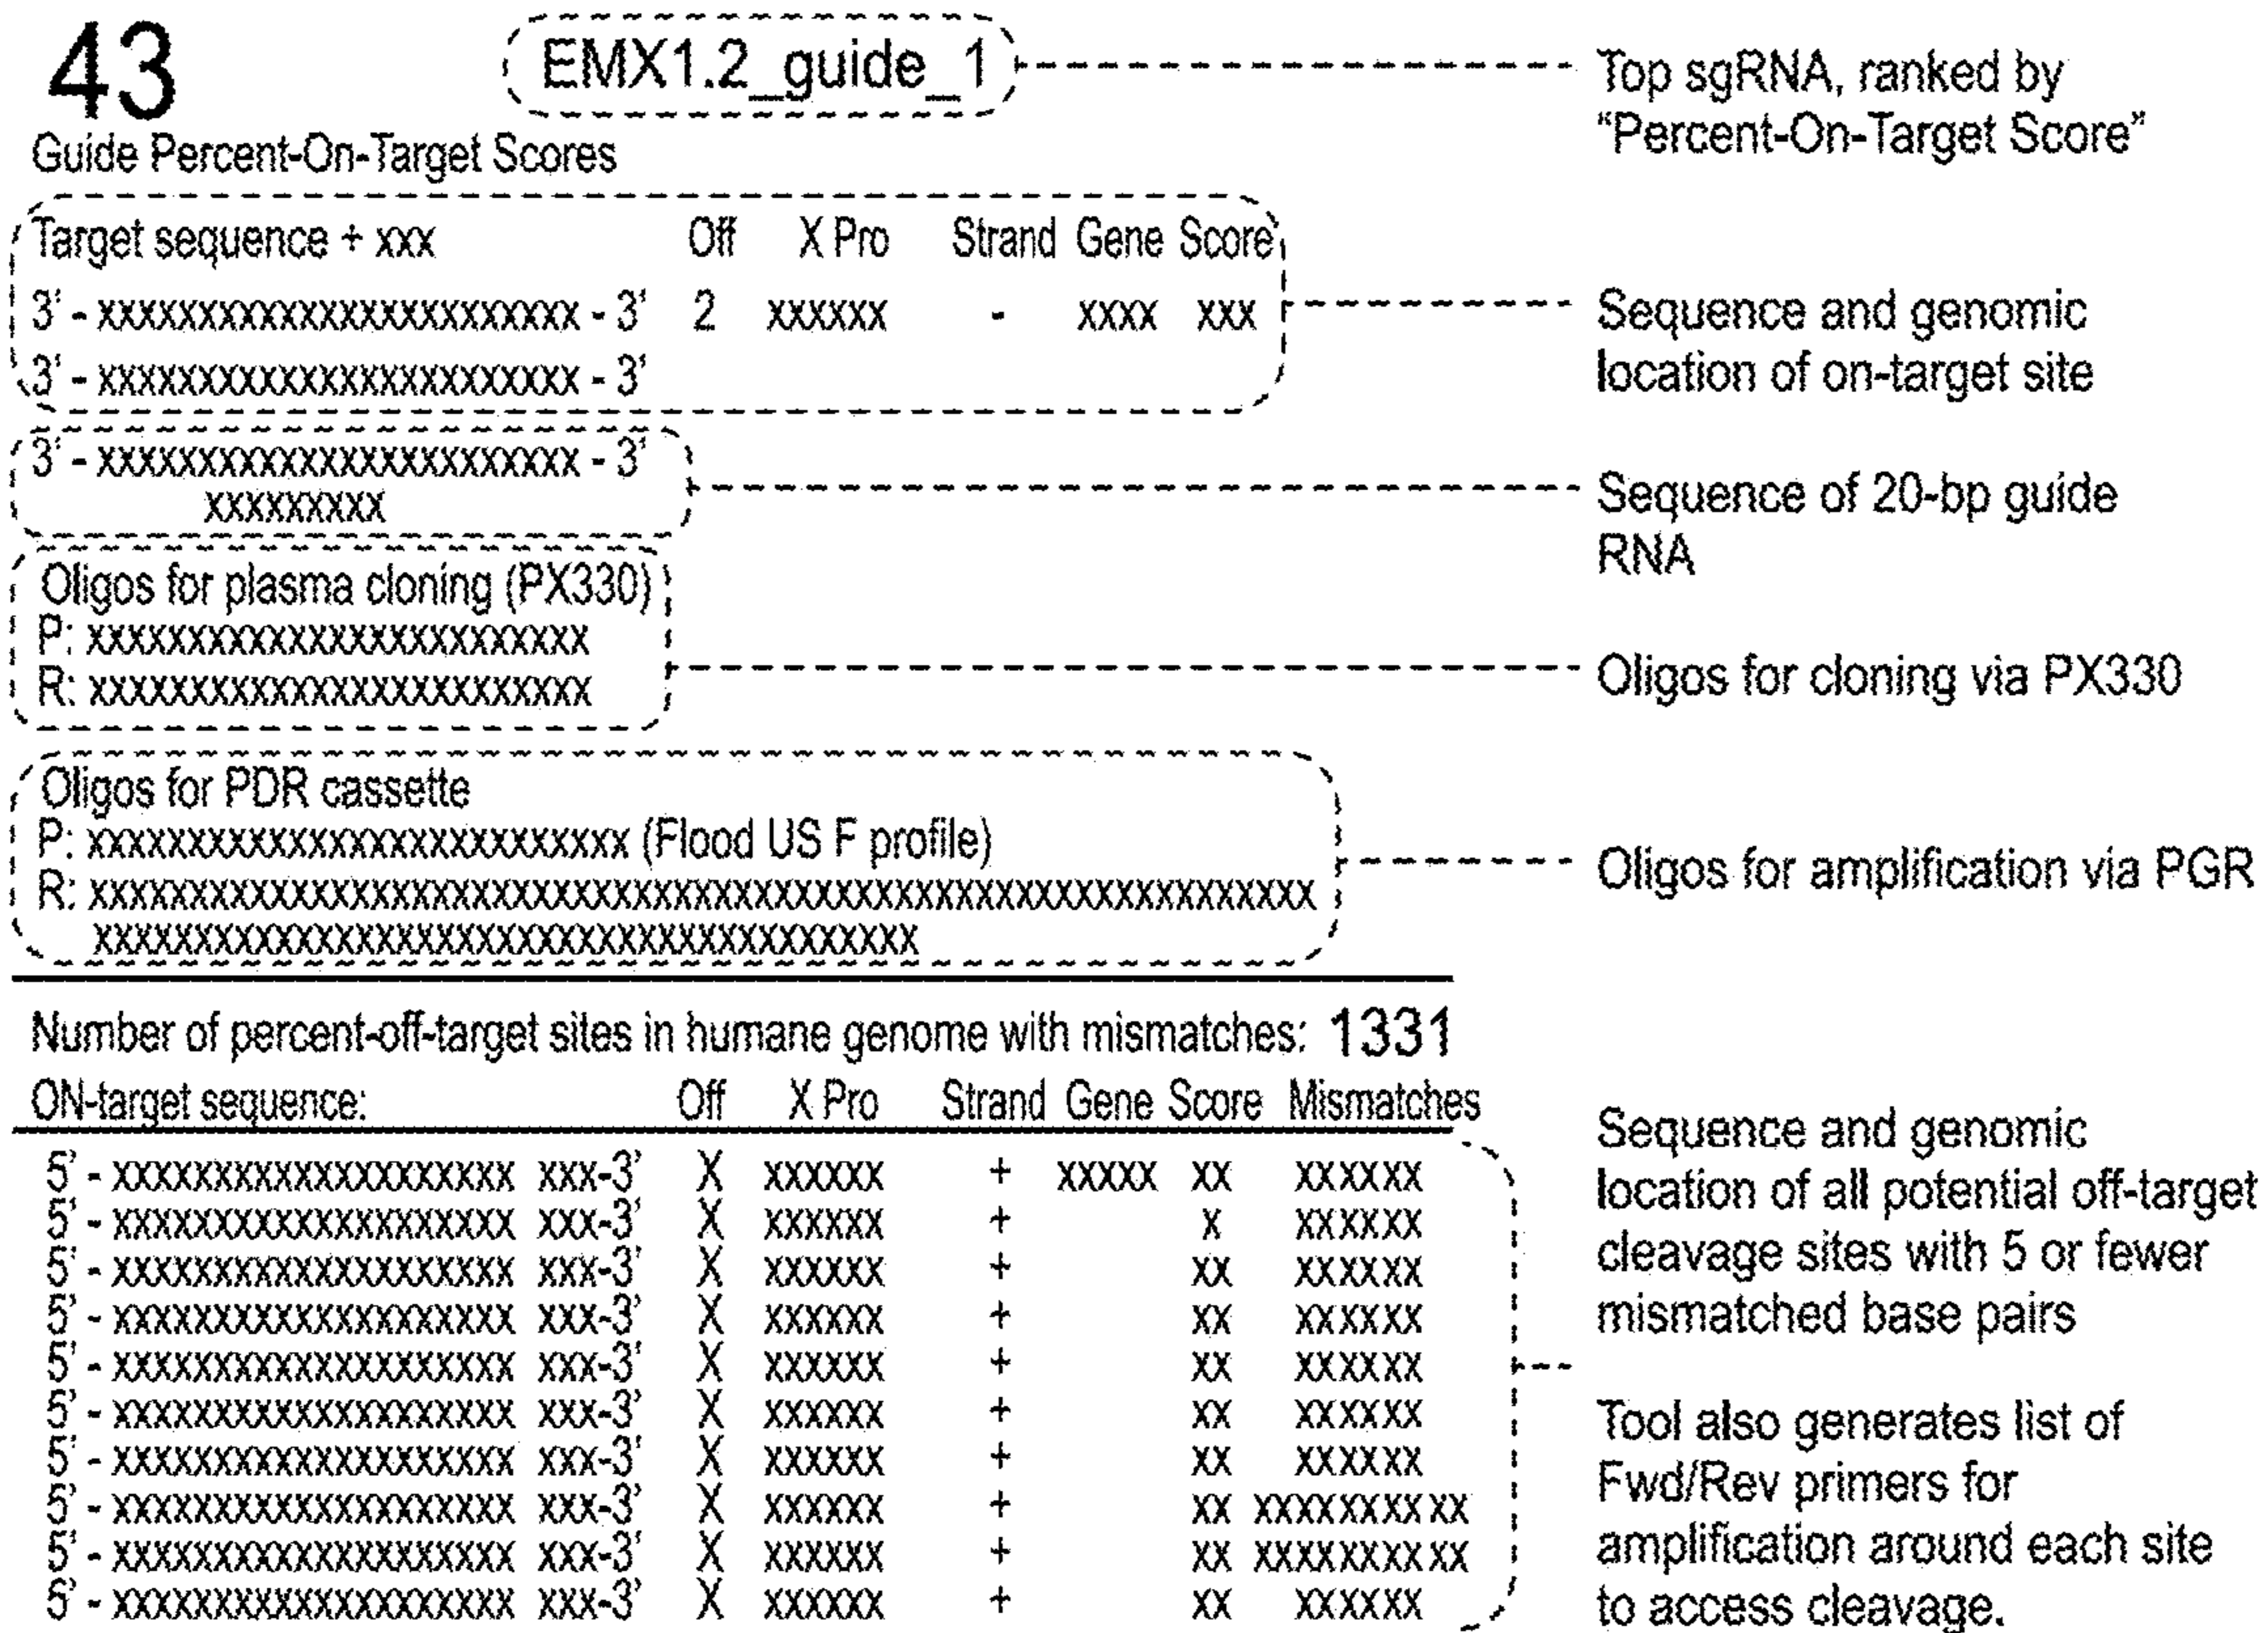 43
EMX1.2_guide_1
Top sgRNA, ranked by
“Percent-On-Target Score”
Guide Percent-On-Target Scores
Target sequence + xxx Off X Pro Strand Gene Score
3' - xxxxxxxxxxxxxxxxxxxxxxxx - 3' 2 xxxxxx - xxxx xxx
3' - xxxxxxxxxxxxxxxxxxxxxxxx - 3'
Sequence and genomic
location of on-target site
3' - xxxxxxxxxxxxxxxxxxxxxxxx - 3'
xxxxxxxxx
Sequence of 20-bp guide
RNA
Oligos for plasma cloning (PX330)
P: xxxxxxxxxxxxxxxxxxxxxxxxx
R: xxxxxxxxxxxxxxxxxxxxxxxxx
Oligos for cloning via PX330
Oligos for PDR cassette
P: xxxxxxxxxxxxxxxxxxxxxxxxxxx (Flood US F profile)
R: xxxxxxxxxxxxxxxxxxxxxxxxxxxxxxxxxxxxxxxxxxxxxxxxxxxxxxxxxxxxx
xxxxxxxxxxxxxxxxxxxxxxxxxxxxxxxxxxxxxxxxx
Oligos for amplification via PGR
Number of percent-off-target sites in humane genome with mismatches: 1331
ON-target sequence: Off X Pro Strand Gene Score Mismatches
5' - xxxxxxxxxxxxxxxxxxxx xxx-3' X xxxxxx + xxxxx xx xxxxxx
5' - xxxxxxxxxxxxxxxxxxxx xxx-3' X xxxxxx + x xxxxxx
5' - xxxxxxxxxxxxxxxxxxxx xxx-3' X xxxxxx + xx xxxxxx
5' - xxxxxxxxxxxxxxxxxxxx xxx-3' X xxxxxx + xx xxxxxx
5' - xxxxxxxxxxxxxxxxxxxx xxx-3' X xxxxxx + xx xxxxxx
5' - xxxxxxxxxxxxxxxxxxxx xxx-3' X xxxxxx + xx xxxxxx
5' - xxxxxxxxxxxxxxxxxxxx xxx-3' X xxxxxx + xx xxxxxx
5' - xxxxxxxxxxxxxxxxxxxx xxx-3' X xxxxxx + xx xxxxxxxxx xx
5' - xxxxxxxxxxxxxxxxxxxx xxx-3' X xxxxxx + xx xxxxxxxxx xx
5' - xxxxxxxxxxxxxxxxxxxx xxx-3' X xxxxxx + xx xxxxxx
Sequence and genomic
location of all potential off-target
cleavage sites with 5 or fewer
mismatched base pairs
Tool also generates list of
Fwd/Rev primers for
amplification around each site
to access cleavage.